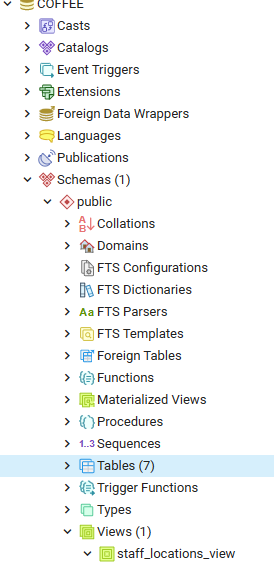 COFFEE
Casts
Catalogs
Event Triggers
Extensions
Foreign Data Wrappers
Languages
Publications
Schemas (1)
public
Collations
Domains
FTS Configurations
FTS Dictionaries
FTS Parsers
FTS Templates
Foreign Tables
Functions
Materialized Views
Procedures
Sequences
Tables (7)
Trigger Functions
Types
Views (1)
staff_locations_view